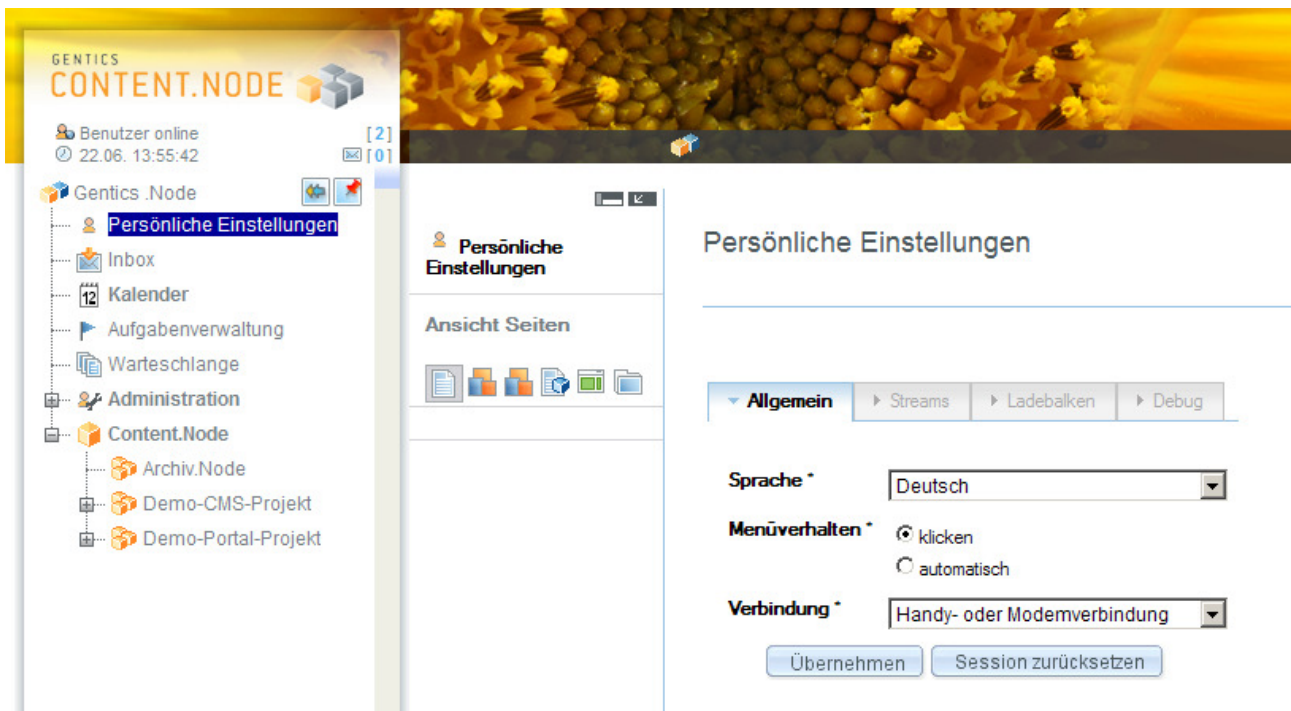 GENTICS
CONTENT.NODE
Benutzer online [2]
22.06. 13:55:42 [0]
Gentics .Node
Persönliche Einstellungen
Inbox
12 Kalender
Aufgabenverwaltung
Warteschlange
Administration
Content.Node
Archiv.Node
Demo-CMS-Projekt
Demo-Portal-Projekt
Persönliche
Einstellungen
Ansicht Seiten
Persönliche Einstellungen
Allgemein Streams Ladebalken Debug
Sprache * Deutsch
Menüverhalten * klicken
automatisch
Verbindung * Handy- oder Modemverbindung
Übernehmen Session zurücksetzen